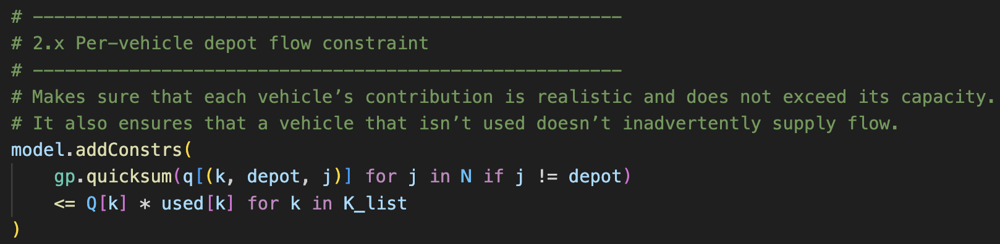 # -------------------------------------------------------
# 2.x Per-vehicle depot flow constraint
# -------------------------------------------------------
# Makes sure that each vehicle’s contribution is realistic and does not exceed its capacity.
# It also ensures that a vehicle that isn’t used doesn’t inadvertently supply flow.
model.addConstrs(
    gp.quicksum(q[(k, depot, j)] for j in N if j != depot)
    <= Q[k] * used[k] for k in K_list
)